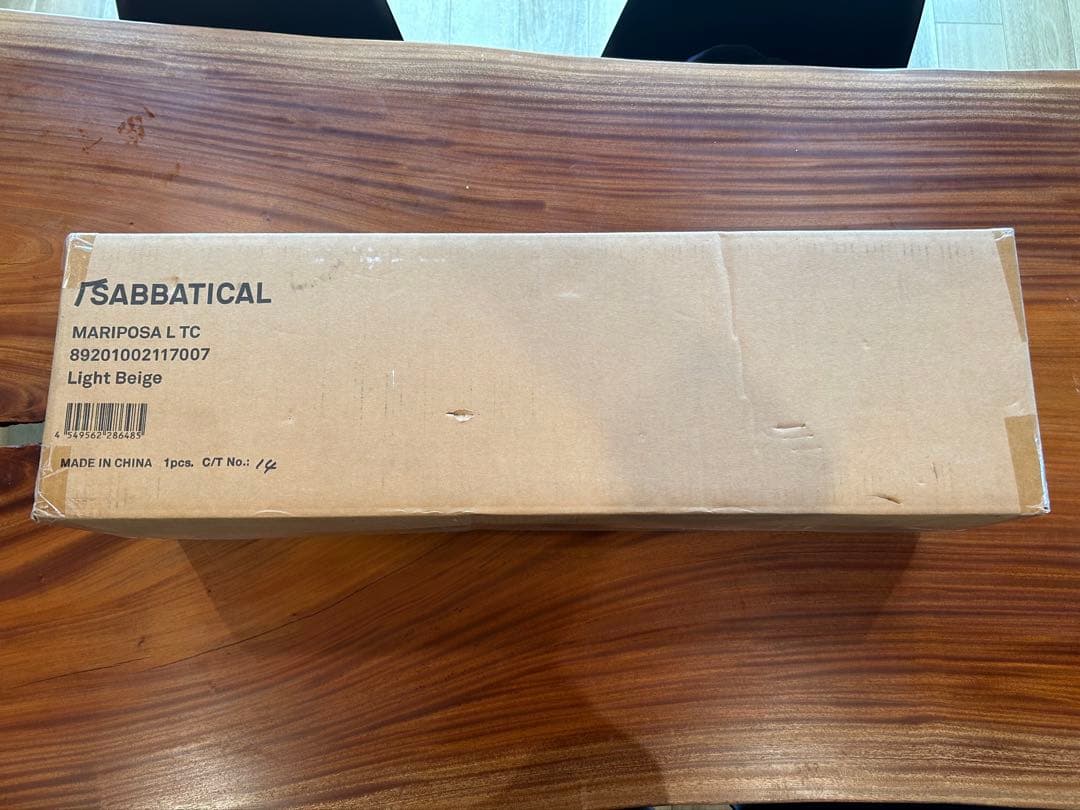 SABBATICAL
MARIPOSA L TC
89201002117007
Light Beige
4 549562 286485
MADE IN CHINA 1pcs. C/T No.: 14